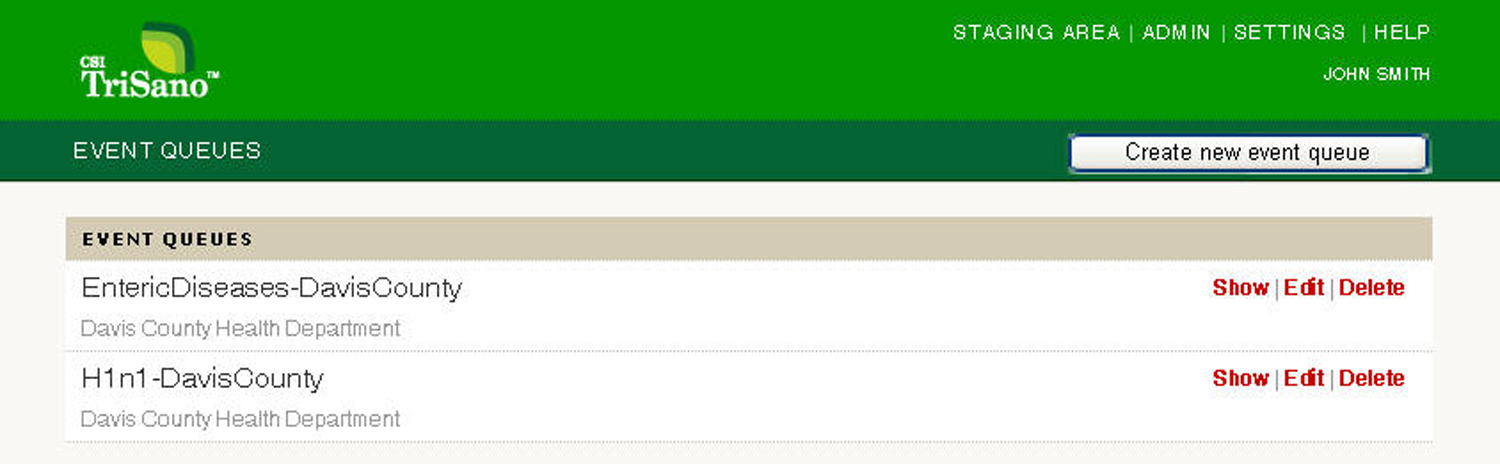 STAGING AREA | ADMIN | SETTINGS | HELP
CSI
TriSano™
JOHN SMITH
EVENT QUEUES
Create new event queue
EVENT QUEUES
EntericDiseases-DavisCounty
Show | Edit | Delete
Davis County Health Department
H1n1-DavisCounty
Show | Edit | Delete
Davis County Health Department